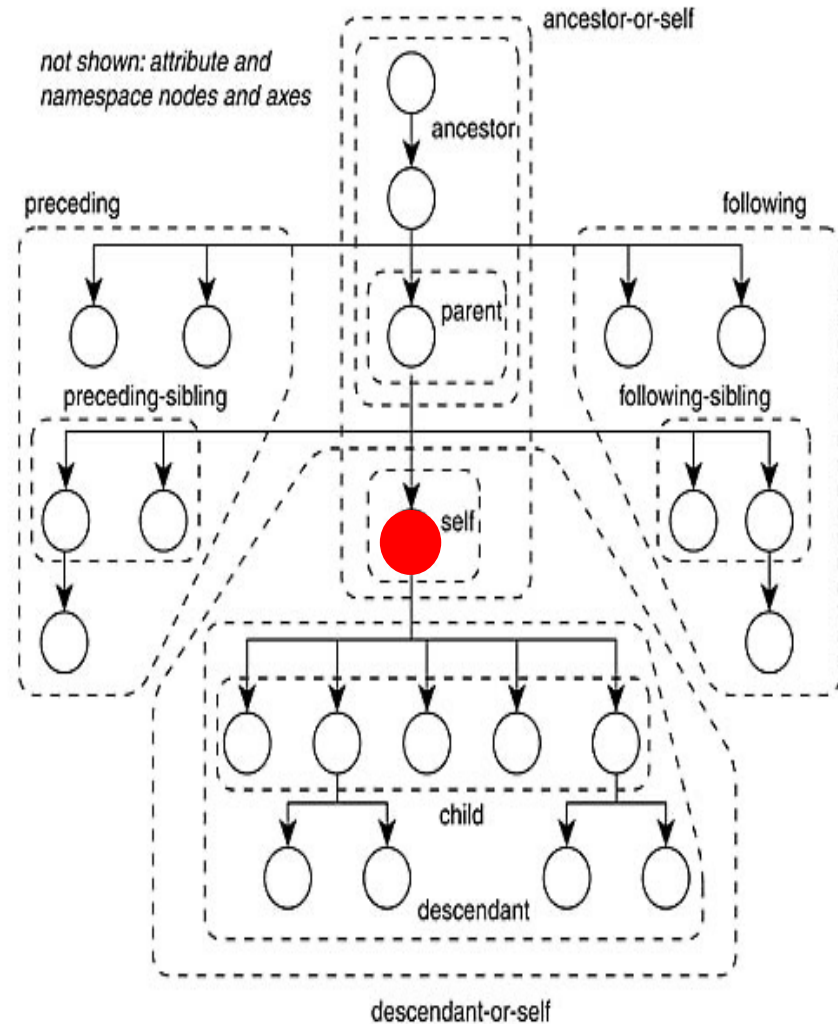 ancestor-or-self
not shown: attribute and
namespace nodes and axes
ancestor
preceding
following
parent
preceding-sibling
following-sibling
self
child
descendant
descendant-or-self